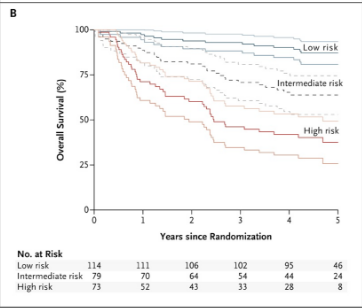 B
100
Low risk
75
Intermediate risk
50
High risk
25
0
Overall Survival (%)
0 1 2 3 4 5
Years since Randomization
No. at Risk
Low risk 114 111 106 102 95 46
Intermediate risk 79 70 64 54 44 24
High risk 73 52 43 33 28 8